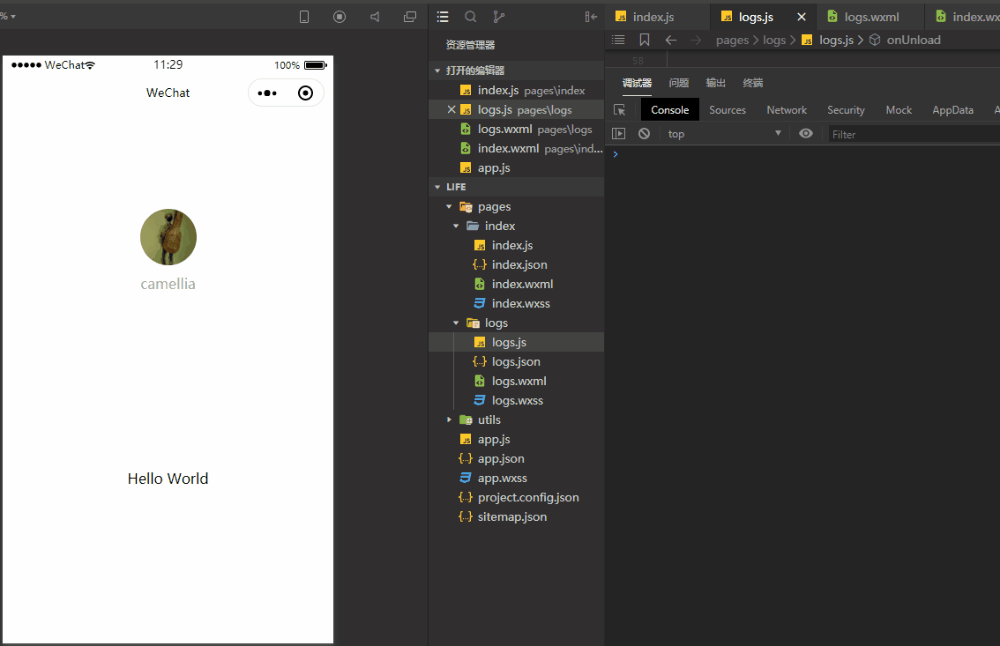 %
WeChat
11:29
100%
WeChat
camellia
Hello World
资源管理器
打开的编辑器
index.js pages\index
logs.js pages\logs
logs.wxml pages\logs
index.wxml pages\ind...
app.js
LIFE
pages
index
index.js
index.json
index.wxml
index.wxss
logs
logs.js
logs.json
logs.wxml
logs.wxss
utils
app.js
app.json
app.wxss
project.config.json
sitemap.json
index.js
logs.js
logs.wxml
index.wx
pages > logs > logs.js > onUnload
58
调试器 问题 输出 终端
Console Sources Network Security Mock AppData A
top
Filter